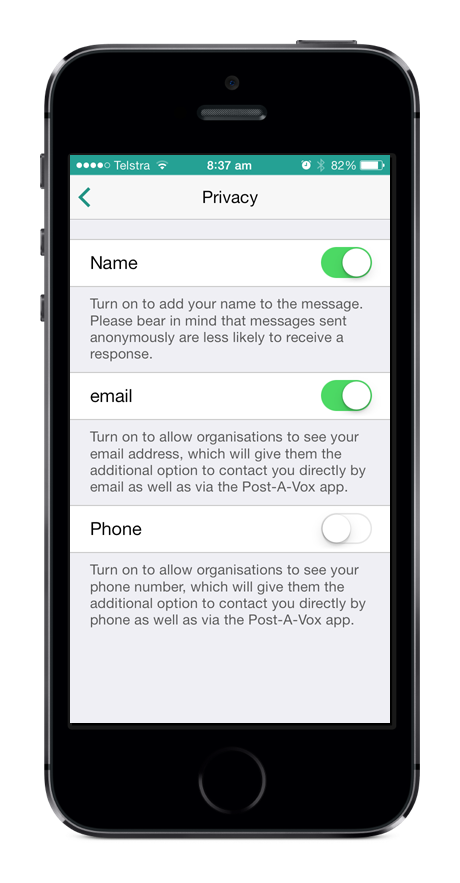 Telstra 8:37 am 82%
Privacy
Name
Turn on to add your name to the message.
Please bear in mind that messages sent
anonymously are less likely to receive a
response.
email
Turn on to allow organisations to see your
email address, which will give them the
additional option to contact you directly by
email as well as via the Post-A-Vox app.
Phone
Turn on to allow organisations to see your
phone number, which will give them the
additional option to contact you directly by
phone as well as via the Post-A-Vox app.